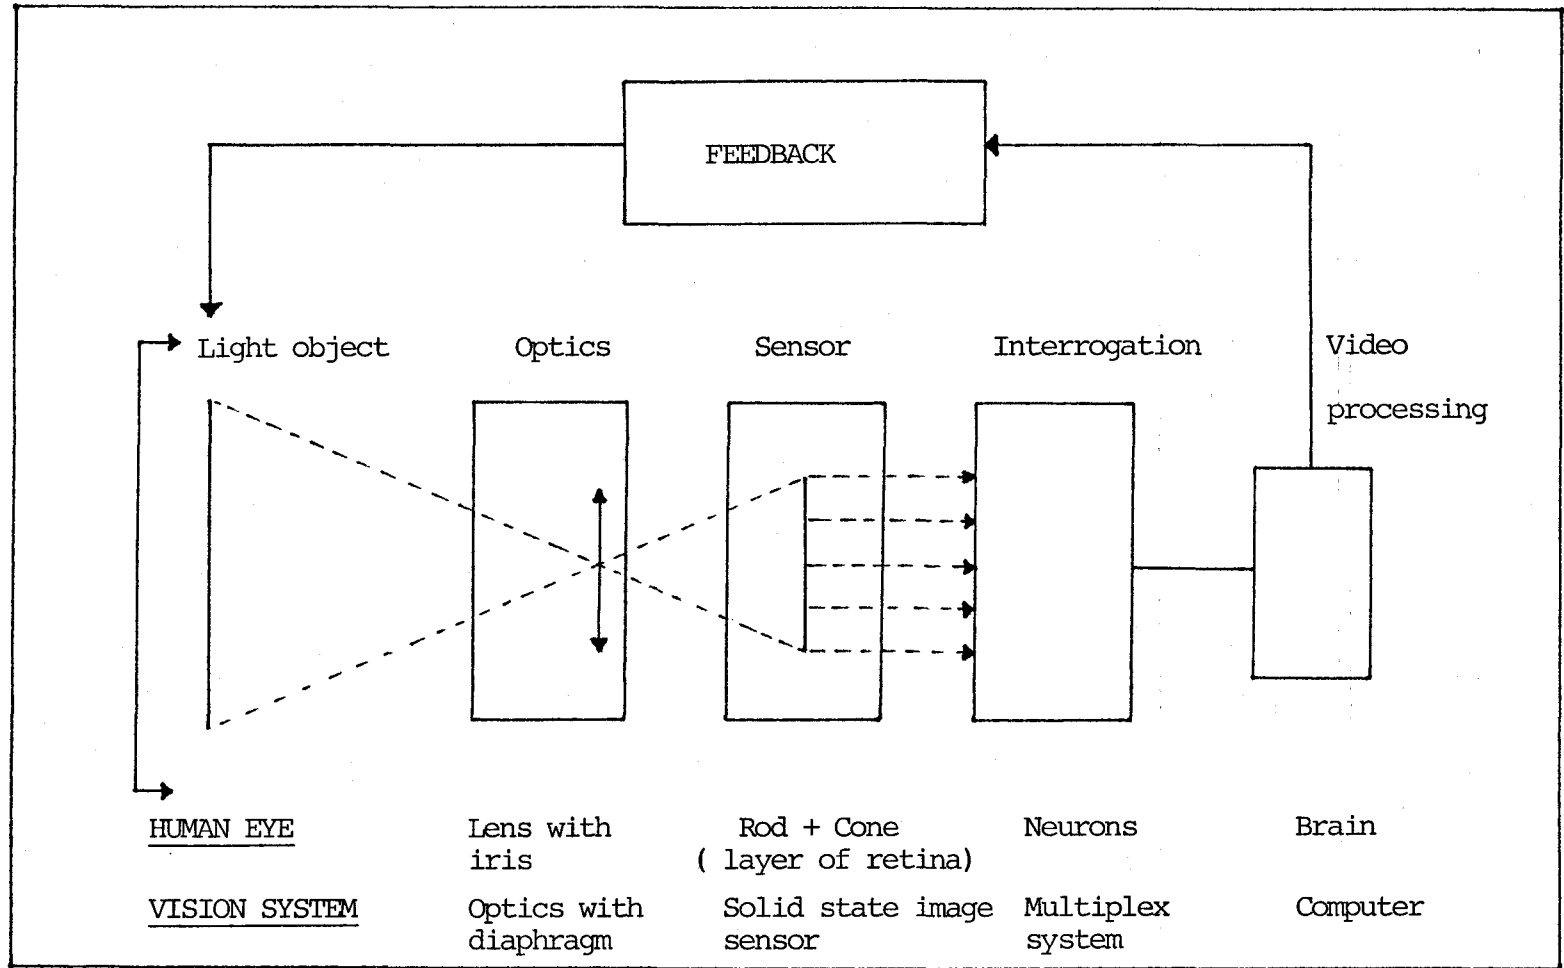 FEEDBACK
Light object Optics Sensor Interrogation Video
processing
HUMAN EYE Lens with Rod + Cone Neurons Brain
iris ( layer of retina)
VISION SYSTEM Optics with Solid state image Multiplex Computer
diaphragm sensor system